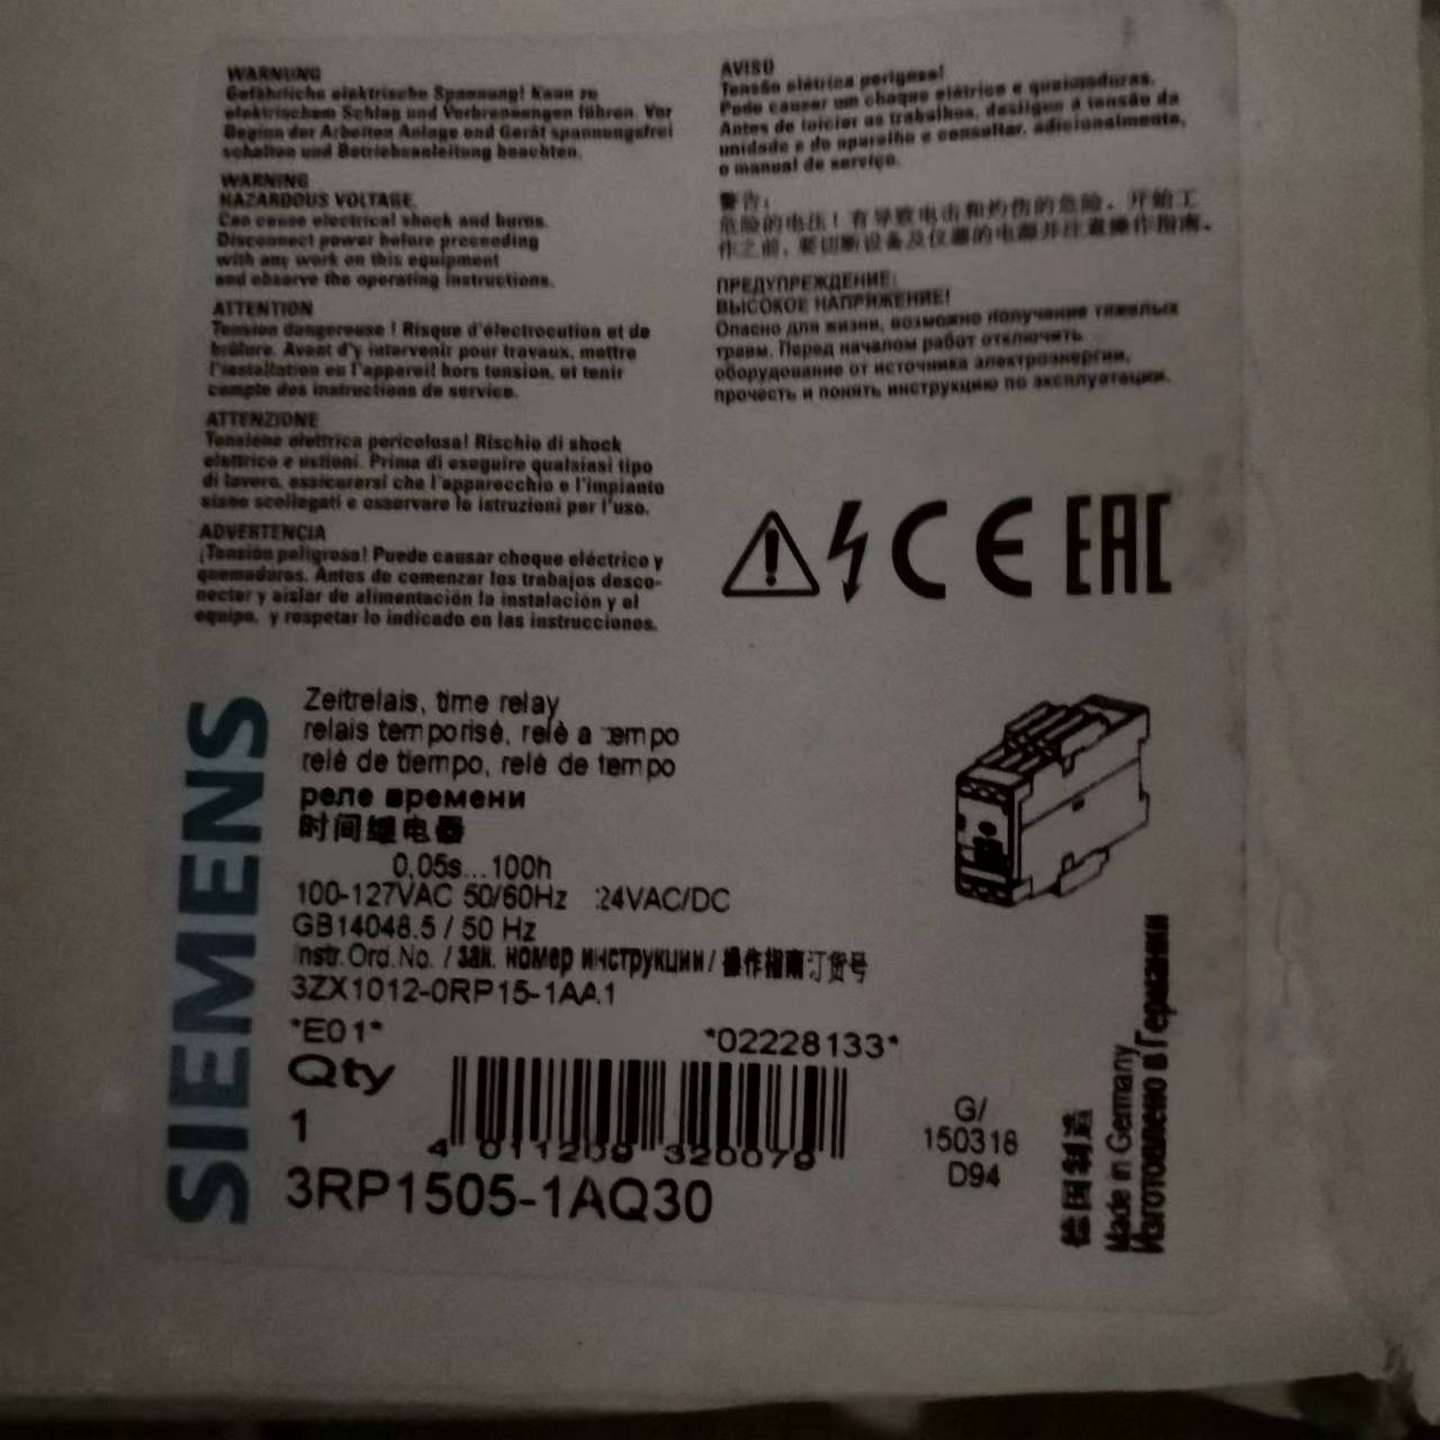 WARNUNG
Gefährliche elektrische Spannung! Kann zu
elektrischem Schlag und Verbrennungen führen. Vor
Beginn der Arbeiten Anlage und Gerät spannungsfrei
schalten und Betriebsanleitung beachten.
WARNING
HAZARDOUS VOLTAGE.
Can cause electrical shock and burns.
Disconnect power before proceeding
with any work on this equipment
and observe the operating instructions.
ATTENTION
Tension dangereuse ! Risque d'électrocution et de
brûlure. Avant d'y intervenir pour travaux, mettre
l'installation ou l'appareil hors tension, et tenir
compte des instructions de service.
ATTENZIONE
Tensione elettrica pericolosa! Rischio di shock
elettrico e ustioni. Prima di eseguire qualsiasi tipo
di lavoro, assicurarsi che l'apparecchio e l'impianto
siano scollegati e osservare le istruzioni per l'uso.
ADVERTENCIA
¡Tensión peligrosa! Puede causar choque eléctrico y
quemaduras. Antes de comenzar los trabajos desco-
nectar y aislar de alimentación la instalación y el
equipo, y respetar lo indicado en las instrucciones.
AVISO
Tensão elétrica perigosa!
Pode causar um choque elétrico e queimaduras.
Antes de iniciar os trabalhos, desligue a tensão da
unidade e do aparelho e consultar, adicionalmente,
o manual de serviço.
警告：
危险的电压！有导致电击和灼伤的危险。开始工
作之前，要切断设备及仪器的电源并注意操作指南。
ПРЕДУПРЕЖДЕНИЕ:
ВЫСОКОЕ НАПРЯЖЕНИЕ!
Опасно для жизни, возможно получение тяжелых
травм. Перед началом работ отключить
оборудование от источника электроэнергии,
прочесть и понять инструкцию по эксплуатации.
CE EAC
SIEMENS
Zeitrelais, time relay
relais temporisé, relè a tempo
relé de tiempo, relé de tempo
реле времени
时间继电器
0,05s...100h
100-127VAC 50/60Hz 24VAC/DC
GB14048.5 / 50 Hz
Instr.Ord.No. / зак. номер инструкции / 操作指南订货号
3ZX1012-0RP15-1AA1
*E01* *02228133*
Qty
1
4 011209 320079
3RP1505-1AQ30
G/
150318
D94
德国制造
Made in Germany
Изготовлено в Германии